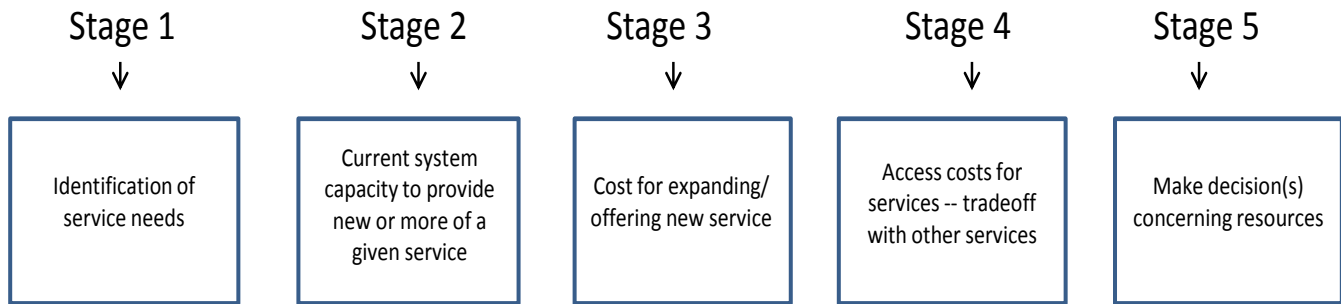 Stage 1
Stage 2
Stage 3
Stage 4
Stage 5
Identification of
service needs
Current system
capacity to provide
new or more of a
given service
Cost for expanding/
offering new service
Access costs for
services -- tradeoff
with other services
Make decision(s)
concerning resources